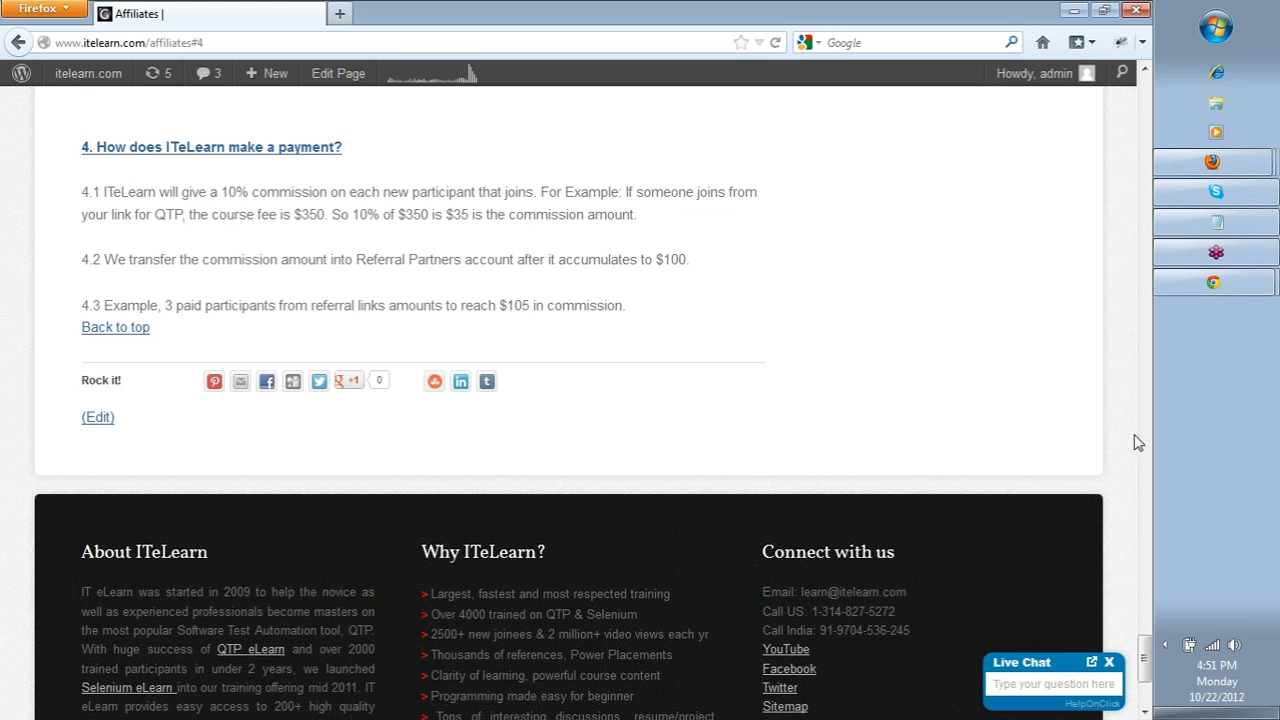 Firefox
Affiliates |
www.itelearn.com/affiliates#4
Google
itelearn.com
5
3
New
Edit Page
Howdy, admin
4. How does ITeLearn make a payment?
4.1 ITeLearn will give a 10% commission on each new participant that joins. For Example: If someone joins from
your link for QTP, the course fee is $350. So 10% of $350 is $35 is the commission amount.
4.2 We transfer the commission amount into Referral Partners account after it accumulates to $100.
4.3 Example, 3 paid participants from referral links amounts to reach $105 in commission.
Back to top
Rock it!
+1
0
(Edit)
About ITeLearn
IT eLearn was started in 2009 to help the novice as
well as experienced professionals become masters on
the most popular Software Test Automation tool, QTP.
With huge success of QTP eLearn and over 2000
trained participants in under 2 years, we launched
Selenium eLearn into our training offering mid 2011. IT
eLearn provides easy access to 200+ high quality
Why ITeLearn?
> Largest, fastest and most respected training
> Over 4000 trained on QTP & Selenium
> 2500+ new joinees & 2 million+ video views each yr
> Thousands of references, Power Placements
> Clarity of learning, powerful course content
> Programming made easy for beginner
> Tons of interesting discussions, resume/project
Connect with us
Email: learn@itelearn.com
Call US: 1-314-827-5272
Call India: 91-9704-536-245
YouTube
Facebook
Twitter
Sitemap
Live Chat
Type your question here
HelpOnClick
4:51 PM
Monday
10/22/2012